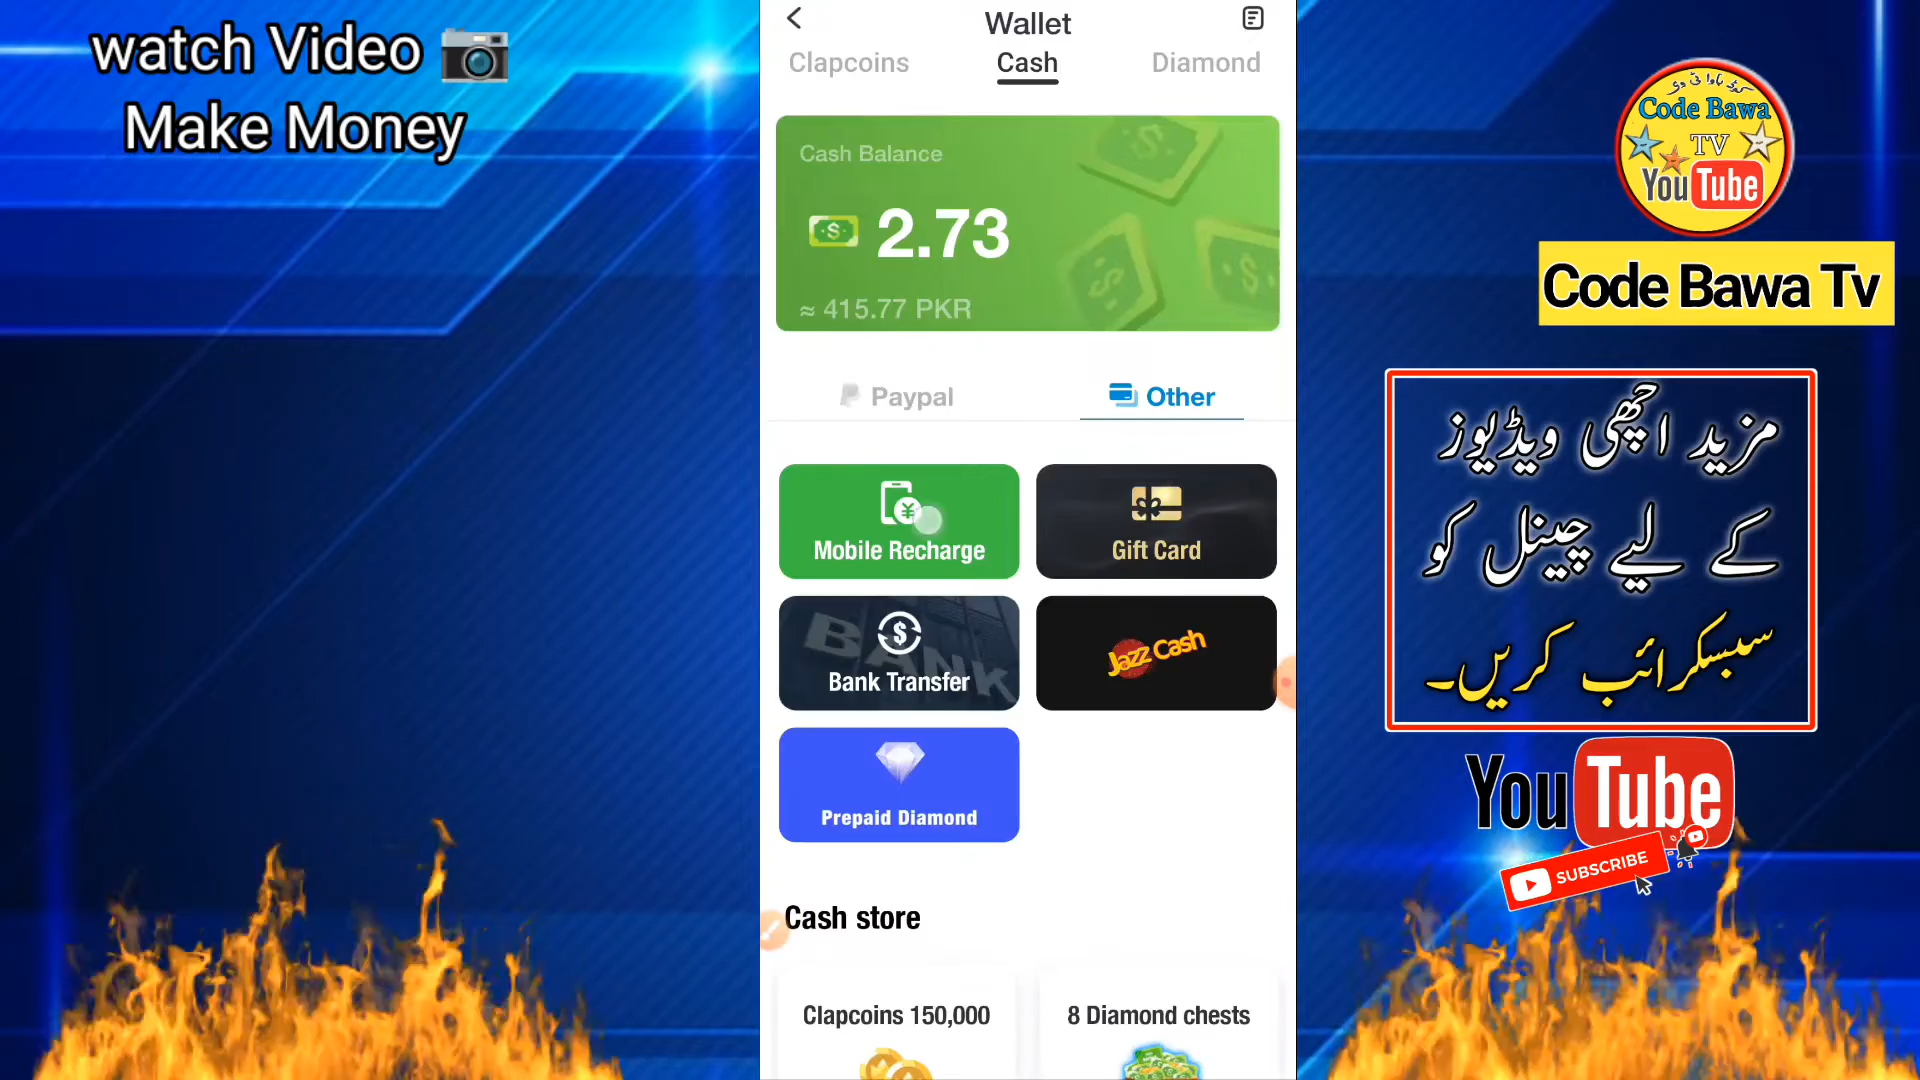 watch Video
Make Money
Wallet
Clapcoins
Cash
Diamond
Cash Balance
2.73
≈ 415.77 PKR
Paypal
Other
Mobile Recharge
Gift Card
BANK
Bank Transfer
Jazz Cash
Prepaid Diamond
Cash store
Clapcoins 150,000
8 Diamond chests
Code Bawa
TV
YouTube
Code Bawa Tv
مزید اچھی ویڈیوز
کے لیے چینل کو
سبسکرائب کریں۔
YouTube
SUBSCRIBE